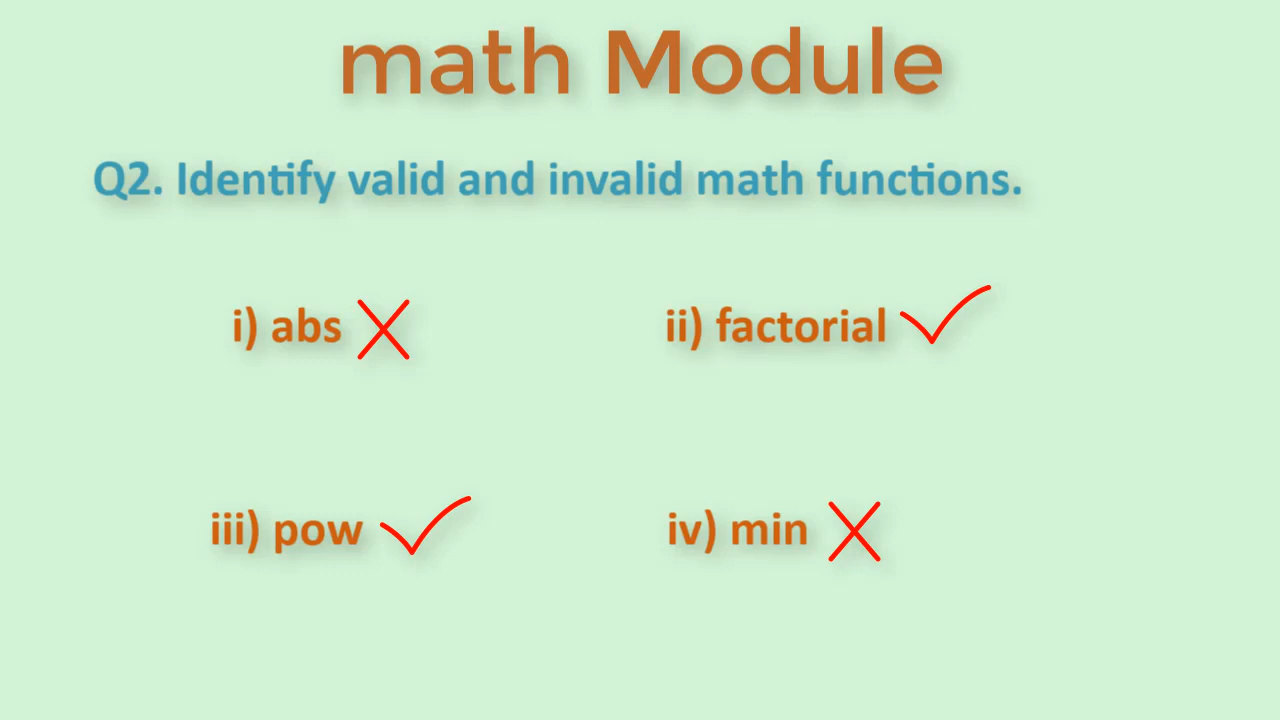 math Module
Q2. Identify valid and invalid math functions.
i) abs
ii) factorial
iii) pow
iv) min